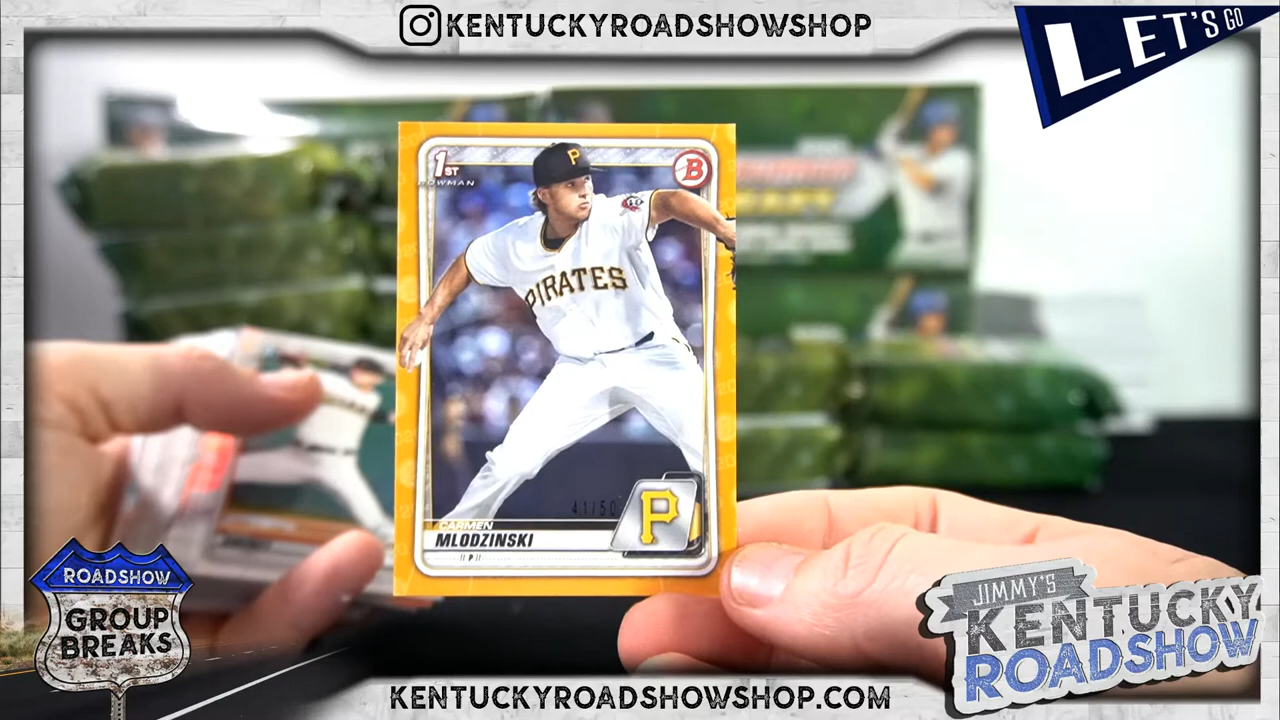 KENTUCKYROADSHOWSHOP
LET'S GO
1ST
BOWMAN
B
P
PIRATES
41/50
P
CARMEN
MLODZINSKI
P
ROADSHOW
GROUP
BREAKS
JIMMY'S
KENTUCKY
ROADSHOW
KENTUCKYROADSHOWSHOP.COM